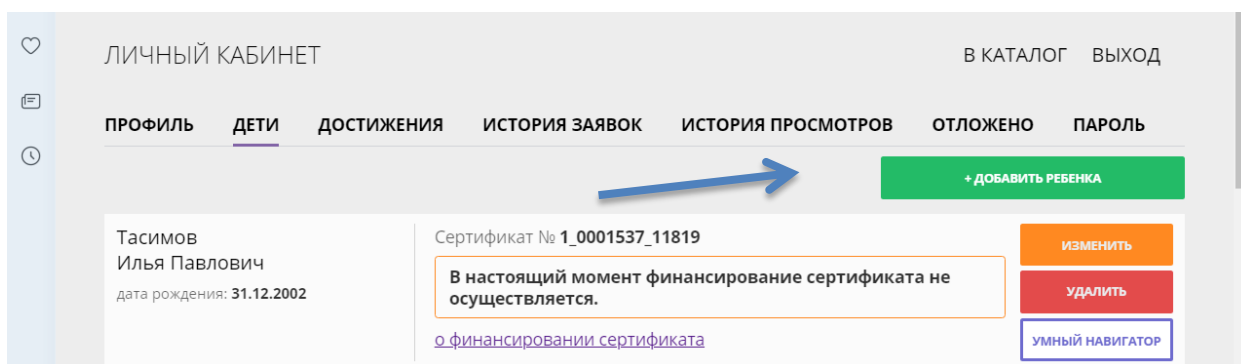 ЛИЧНЫЙ КАБИНЕТ
В КАТАЛОГ ВЫХОД
ПРОФИЛЬ ДЕТИ ДОСТИЖЕНИЯ ИСТОРИЯ ЗАЯВОК ИСТОРИЯ ПРОСМОТРОВ ОТЛОЖЕНО ПАРОЛЬ
+ ДОБАВИТЬ РЕБЕНКА
Тасимов
Илья Павлович
дата рождения: 31.12.2002
Сертификат № 1_0001537_11819
В настоящий момент финансирование сертификата не
осуществляется.
о финансировании сертификата
ИЗМЕНИТЬ
УДАЛИТЬ
УМНЫЙ НАВИГАТОР